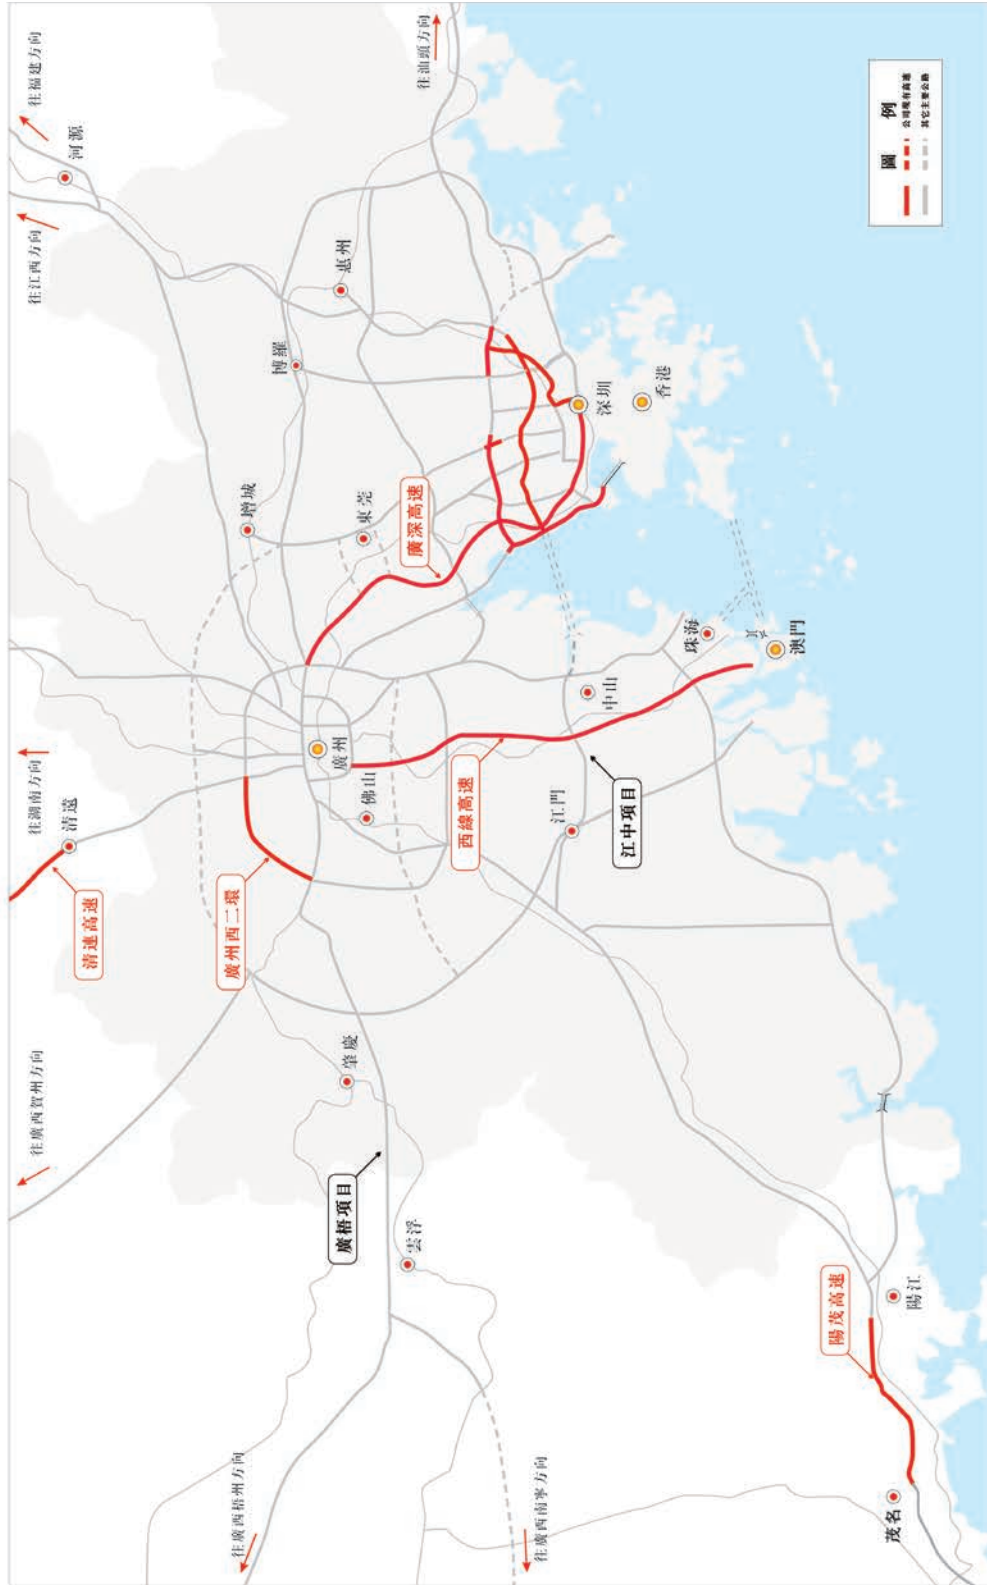 往廣西賀州方向
往湖南方向
往江西方向
往福建方向
往汕頭方向
往廣西梧州方向
往廣西南寧方向
清遠
清連高速
河源
廣州西二環
增城
博羅
惠州
肇慶
廣州
佛山
東莞
廣梧項目
雲浮
廣深高速
西線高速
江門
中山
深圳
香港
江中項目
珠海
澳門
陽茂高速
陽江
茂名
圖 例
公司現有高速
其它主要公路